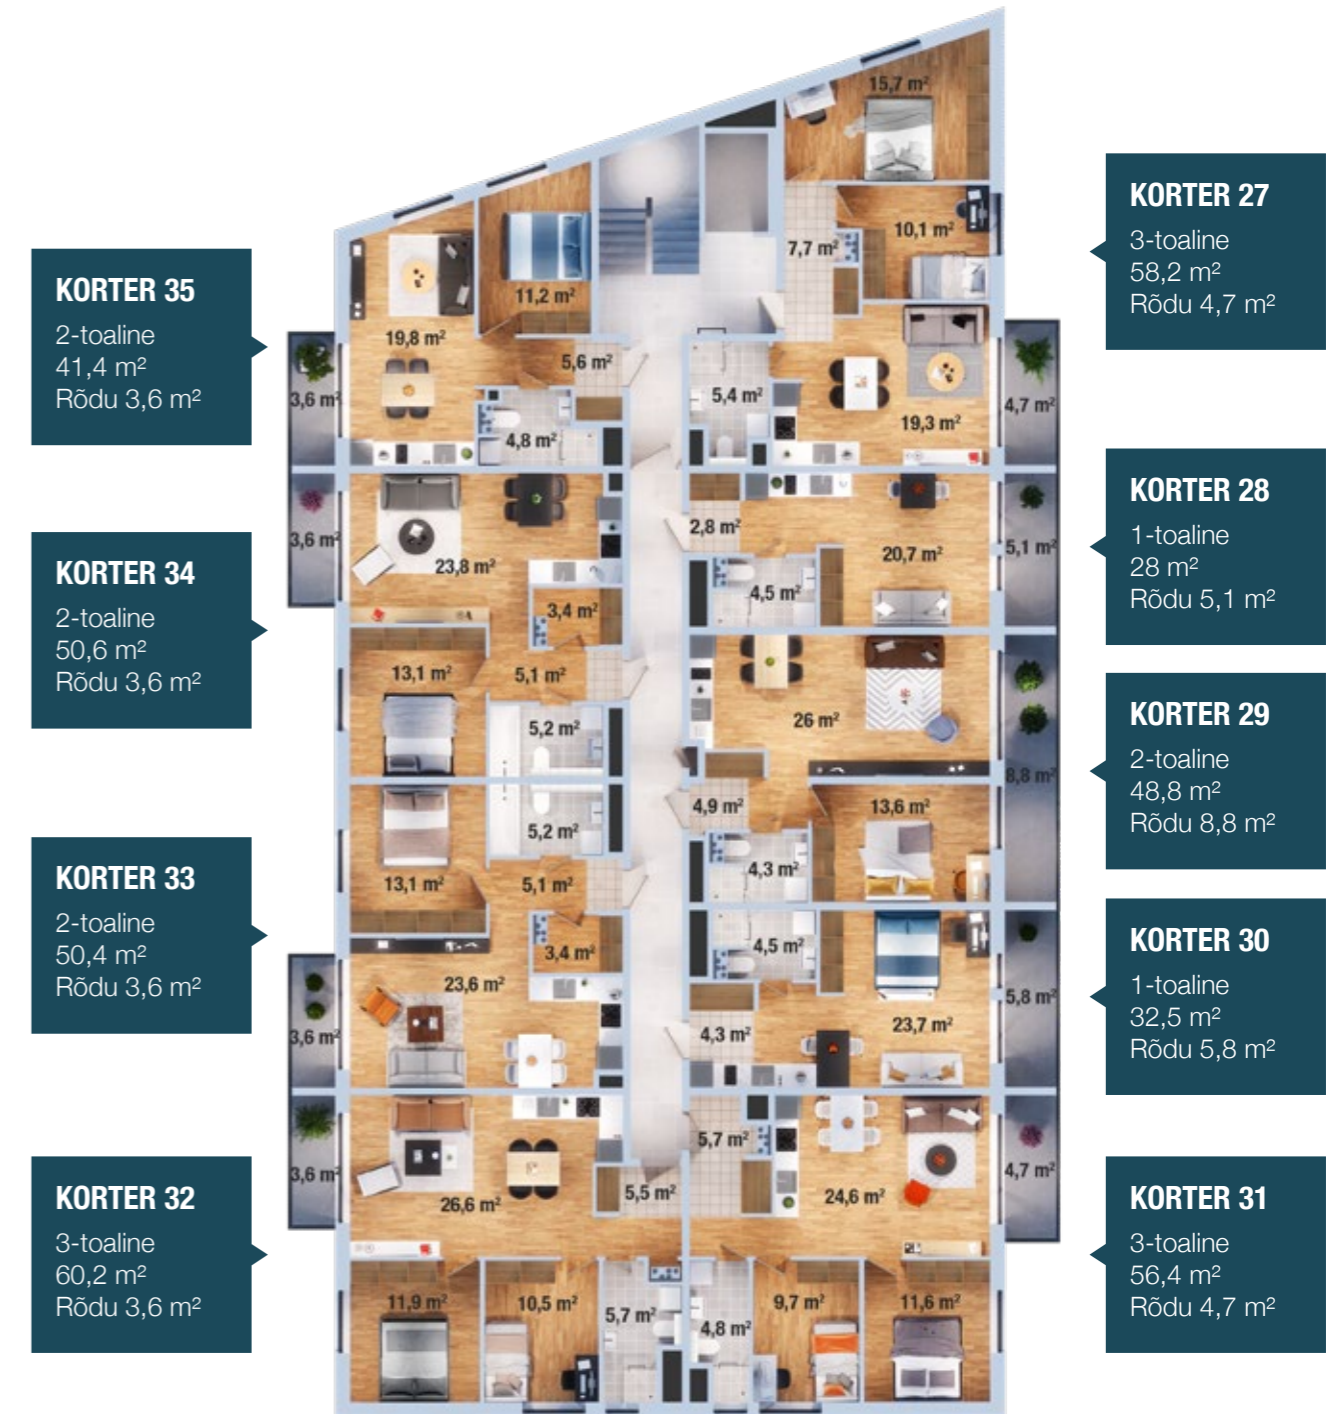 KORTER 35
2-toaline
41,4 m²
Rõdu 3,6 m²
KORTER 34
2-toaline
50,6 m²
Rõdu 3,6 m²
KORTER 33
2-toaline
50,4 m²
Rõdu 3,6 m²
KORTER 32
3-toaline
60,2 m²
Rõdu 3,6 m²
15,7 m²
10,1 m²
7,7 m²
11,2 m²
19,8 m²
5,6 m²
5,4 m²
3,6 m²
4,7 m²
19,3 m²
4,8 m²
2,8 m²
3,6 m²
5,1 m²
20,7 m²
23,8 m²
4,5 m²
3,4 m²
13,1 m²
5,1 m²
26 m²
5,2 m²
8,8 m²
4,9 m²
13,6 m²
5,2 m²
4,3 m²
13,1 m²
5,1 m²
4,5 m²
3,4 m²
23,6 m²
5,8 m²
23,7 m²
3,6 m²
4,3 m²
5,7 m²
4,7 m²
3,6 m²
5,5 m²
24,6 m²
26,6 m²
11,9 m²
10,5 m²
9,7 m²
11,6 m²
5,7 m²
4,8 m²
KORTER 27
3-toaline
58,2 m²
Rõdu 4,7 m²
KORTER 28
1-toaline
28 m²
Rõdu 5,1 m²
KORTER 29
2-toaline
48,8 m²
Rõdu 8,8 m²
KORTER 30
1-toaline
32,5 m²
Rõdu 5,8 m²
KORTER 31
3-toaline
56,4 m²
Rõdu 4,7 m²